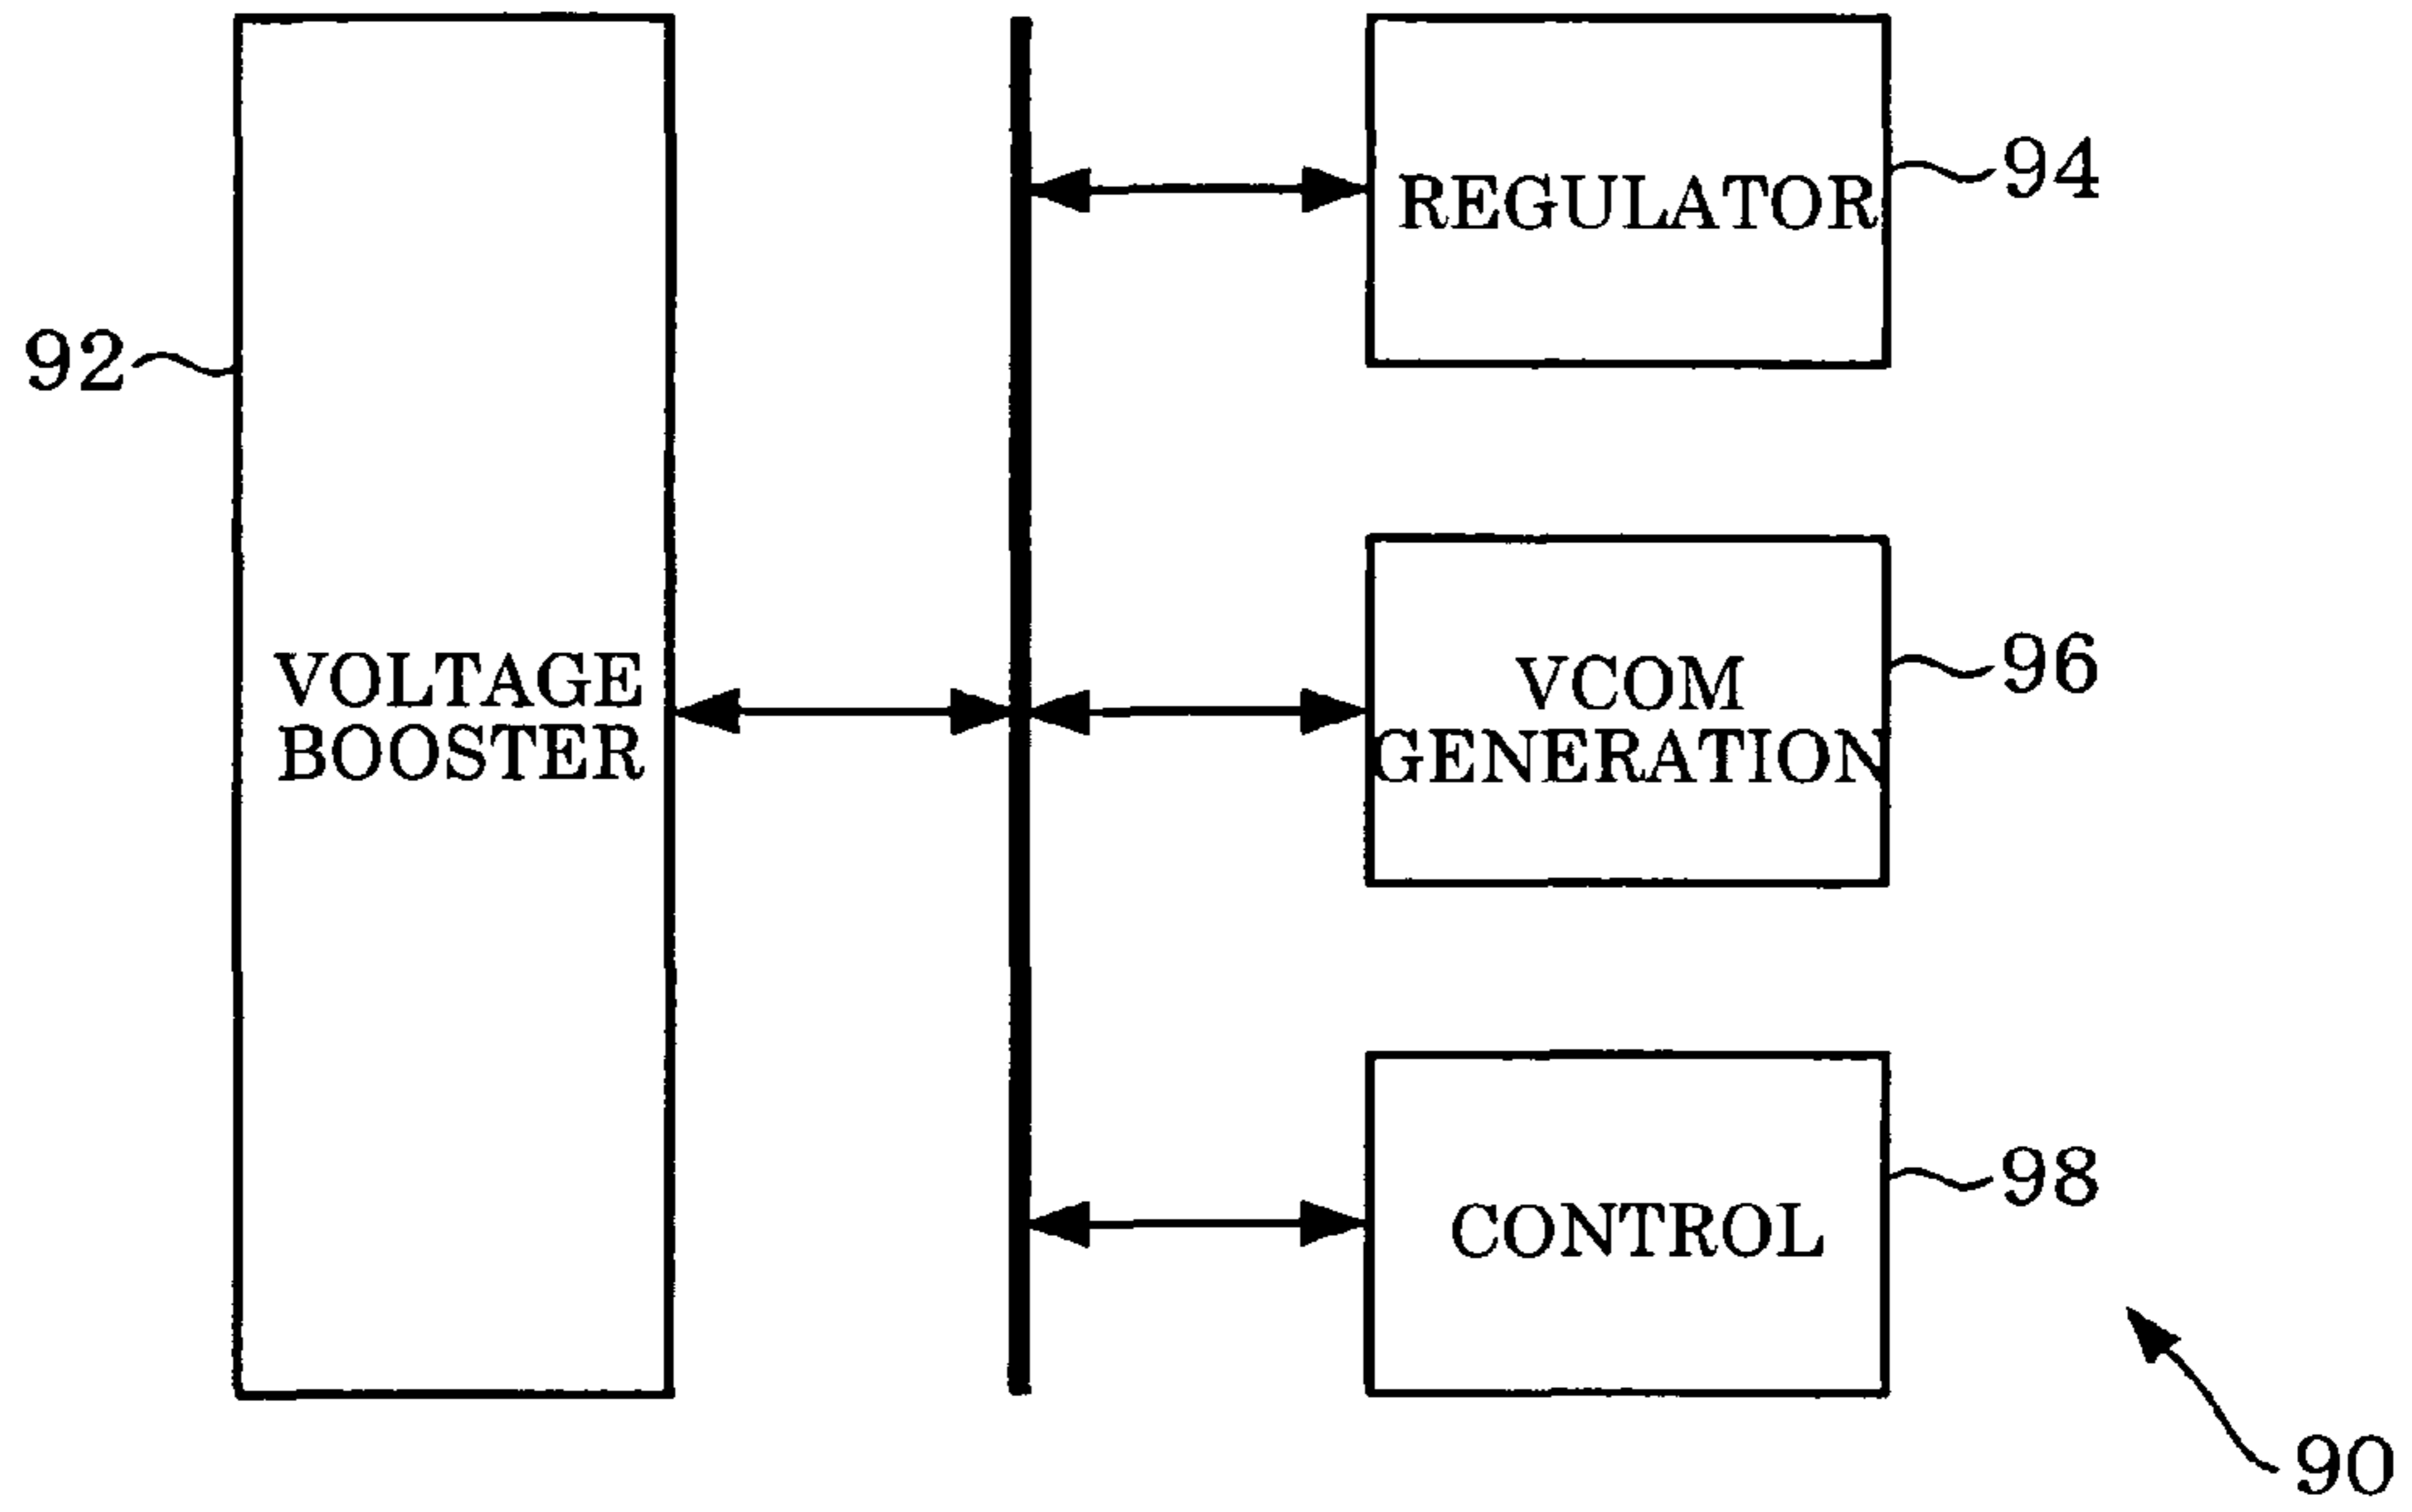 92
VOLTAGE
BOOSTER
REGULATOR
94
VCOM
GENERATION
96
CONTROL
98
90